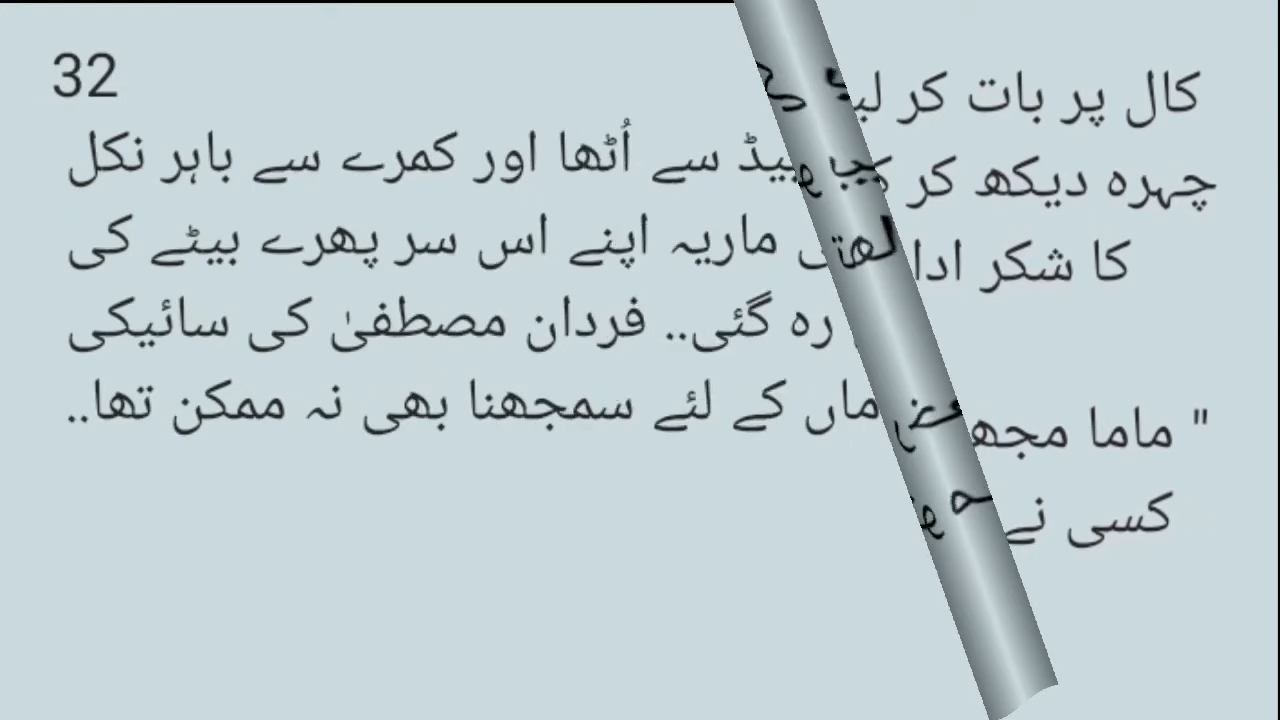 32
بیڈ سے اُٹھا اور کمرے سے باہر نکل
ماریہ اپنے اس سر پھرے بیٹے کی
رہ گئی.. فردان مصطفیٰ کی سائیکی
ماں کے لئے سمجھنا بھی نہ ممکن تھا..
کال پر بات کر
چہرہ دیکھ کر
کا شکر ادا
" ماما مجھ
کسی نے